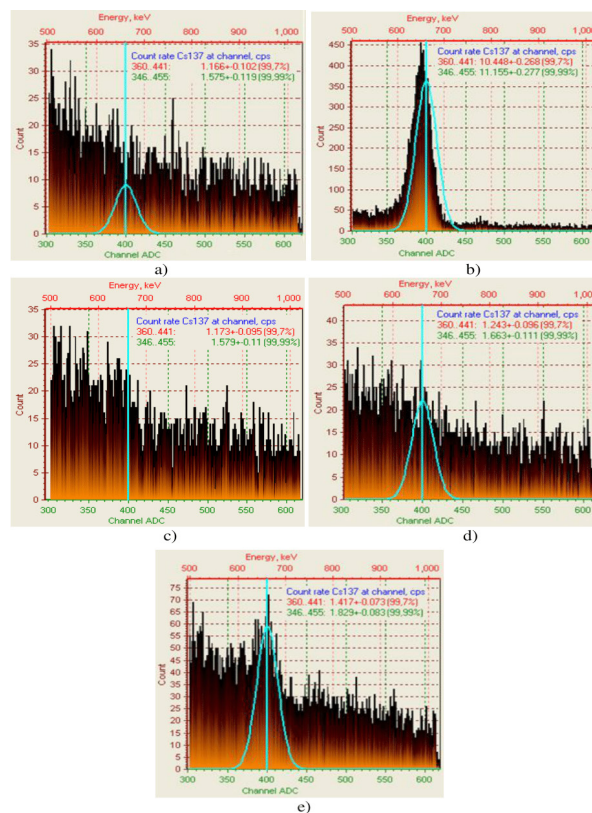 Energy, keV
500 600 700 800 900 1,000
Count rate Cs137 at channel, cps
360..441: 1.166+-0.102 (99,7%)
346..455: 1.575+-0.119 (99,99%)
35
30
25
20
15
10
5
0
Count
300 350 400 450 500 550 600
Channel ADC
a)
Energy, keV
500 600 700 800 900 1,000
Count rate Cs137 at channel, cps
360..441: 10.448+-0.268 (99,7%)
346..455: 11.155+-0.277 (99,99%)
450
400
350
300
250
200
150
100
50
0
Count
300 350 400 450 500 550 600
Channel ADC
b)
Energy, keV
500 600 700 800 900 1,000
Count rate Cs137 at channel, cps
360..441: 1.173+-0.095 (99,7%)
346..455: 1.579+-0.11 (99,99%)
35
30
25
20
15
10
5
0
Count
300 350 400 450 500 550 600
Channel ADC
c)
Energy, keV
500 600 700 800 900 1,000
Count rate Cs137 at channel, cps
360..441: 1.243+-0.096 (99,7%)
346..455: 1.663+-0.111 (99,99%)
40
35
30
25
20
15
10
5
0
Count
300 350 400 450 500 550 600
Channel ADC
d)
Energy, keV
500 600 700 800 900 1,000
Count rate Cs137 at channel, cps
360..441: 1.417+-0.073 (99,7%)
346..455: 1.829+-0.083 (99,99%)
75
70
65
60
55
50
45
40
35
30
25
20
15
10
5
0
Count
300 350 400 450 500 550 600
Channel ADC
e)